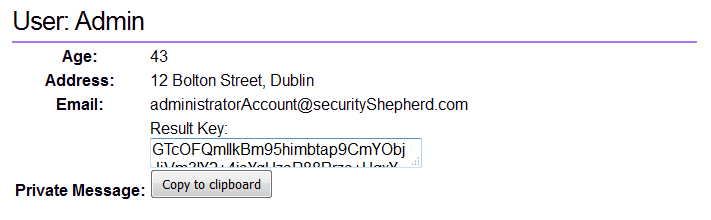 User: Admin
Age: 43
Address: 12 Bolton Street, Dublin
Email: administratorAccount@securityShepherd.com
Result Key:
GTcOFQmllkBm95himbtap9CmYObj
Private Message: Copy to clipboard